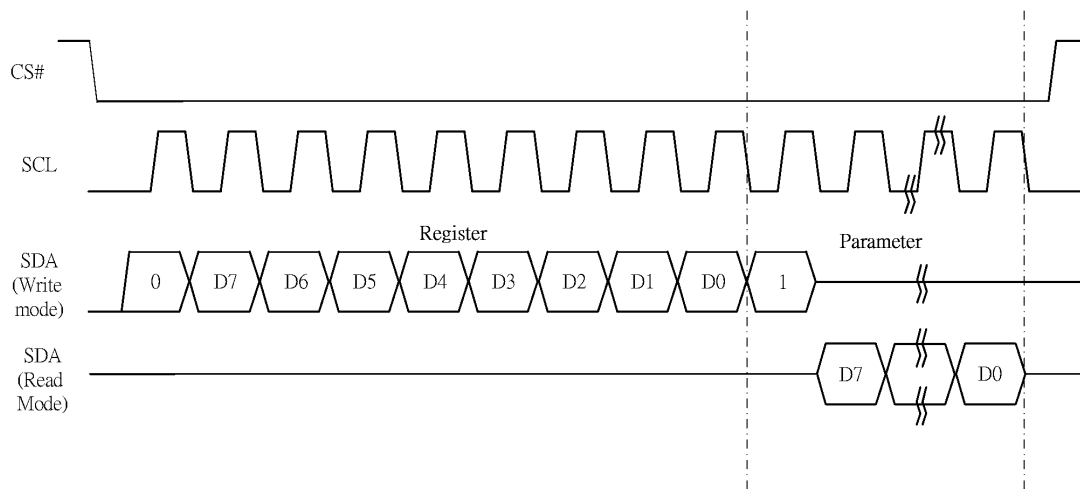 CS#
SCL
Register
Parameter
SDA
(Write
mode)
0 D7 D6 D5 D4 D3 D2 D1 D0 1
SDA
(Read
Mode)
D7 D0